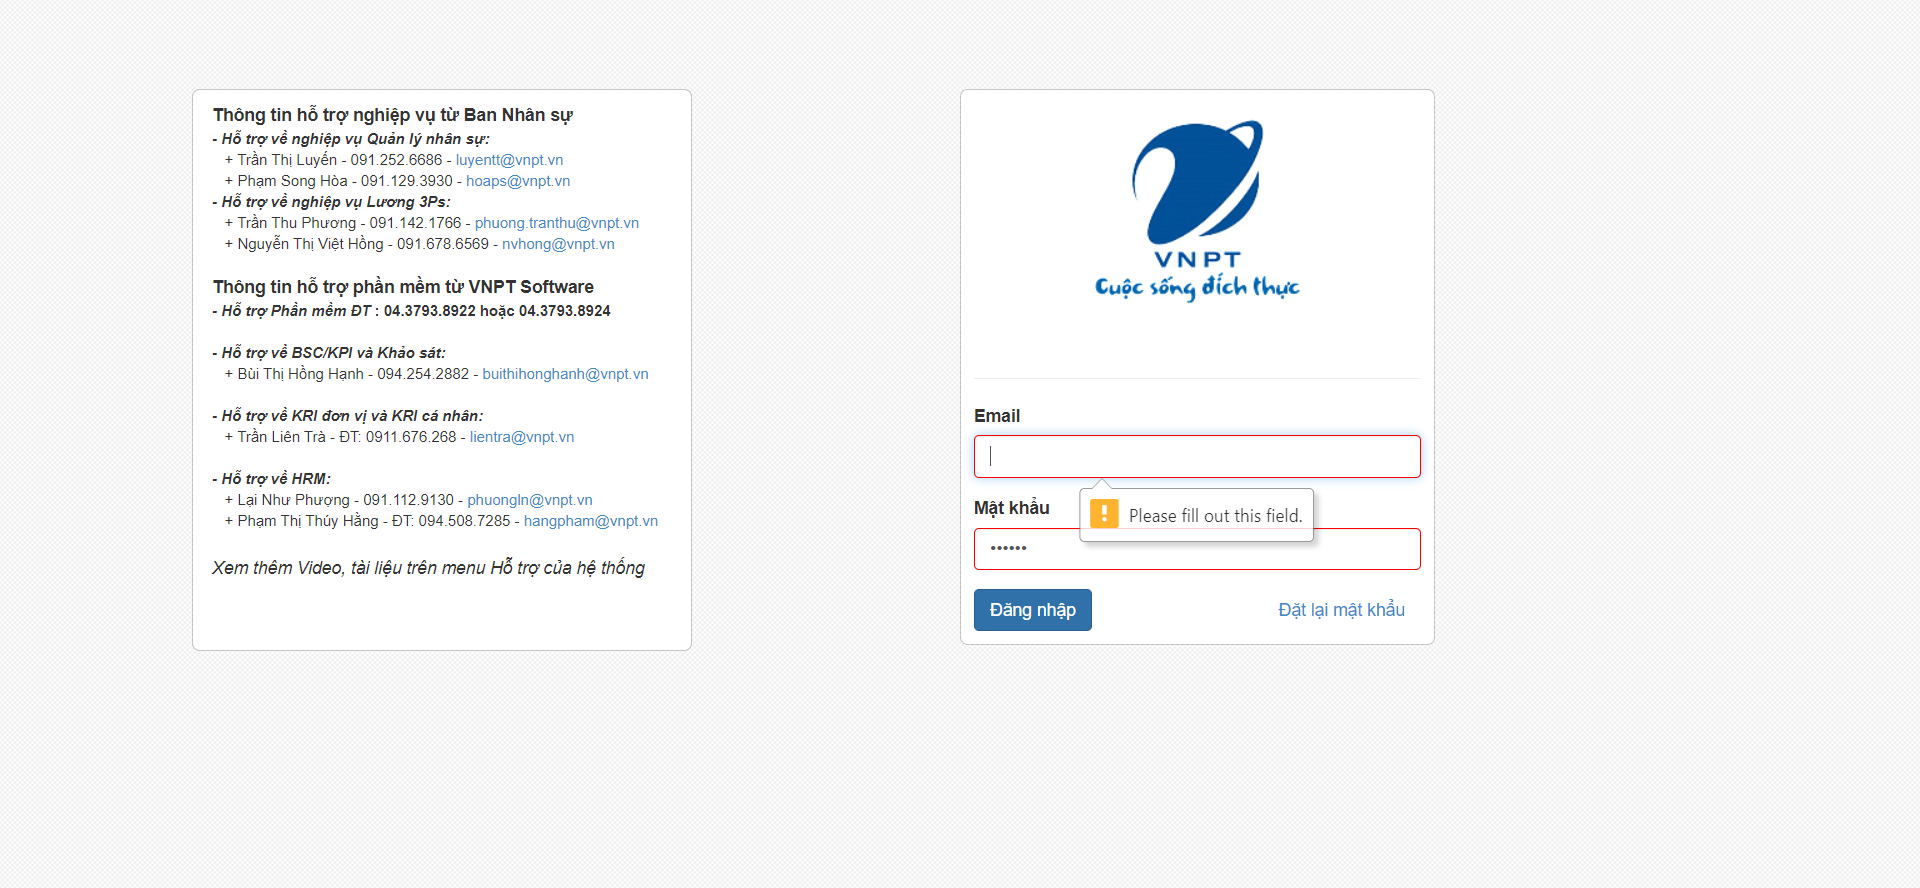 Thông tin hỗ trợ nghiệp vụ từ Ban Nhân sự
- Hỗ trợ về nghiệp vụ Quản lý nhân sự:
+ Trần Thị Luyến - 091.252.6686 - luyentt@vnpt.vn
+ Phạm Song Hòa - 091.129.3930 - hoaps@vnpt.vn
- Hỗ trợ về nghiệp vụ Lương 3Ps:
+ Trần Thu Phương - 091.142.1766 - phuong.tranthu@vnpt.vn
+ Nguyễn Thị Việt Hồng - 091.678.6569 - nvhong@vnpt.vn
Thông tin hỗ trợ phần mềm từ VNPT Software
- Hỗ trợ Phần mềm ĐT : 04.3793.8922 hoặc 04.3793.8924
- Hỗ trợ về BSC/KPI và Khảo sát:
+ Bùi Thị Hồng Hạnh - 094.254.2882 - buithihonghanh@vnpt.vn
- Hỗ trợ về KRI đơn vị và KRI cá nhân:
+ Trần Liên Trà - ĐT: 0911.676.268 - lientra@vnpt.vn
- Hỗ trợ về HRM:
+ Lại Như Phượng - 091.112.9130 - phuongln@vnpt.vn
+ Phạm Thị Thúy Hằng - ĐT: 094.508.7285 - hangpham@vnpt.vn
Xem thêm Video, tài liệu trên menu Hỗ trợ của hệ thống
VNPT
Cuộc sống đích thực
Email
Mật khẩu
Please fill out this field.
••••••
Đăng nhập
Đặt lại mật khẩu